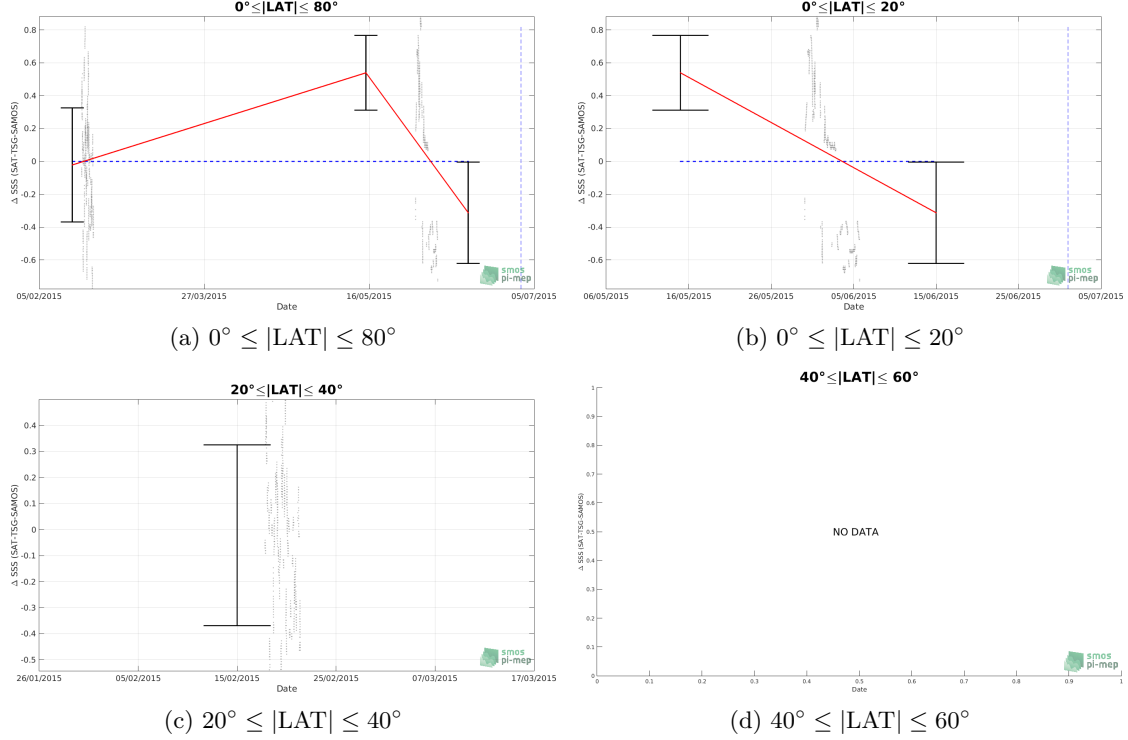 0°≤|LAT|≤ 80°
Δ SSS (SAT-TSG-SAMOS)
0.8
0.6
0.4
0.2
0
-0.2
-0.4
-0.6
05/02/2015 27/03/2015 16/05/2015 05/07/2015
Date
smos
pi-mep
(a) 0° ≤ |LAT| ≤ 80°
0°≤|LAT|≤ 20°
Δ SSS (SAT-TSG-SAMOS)
0.8
0.6
0.4
0.2
0
-0.2
-0.4
-0.6
06/05/2015 16/05/2015 26/05/2015 05/06/2015 15/06/2015 25/06/2015 05/07/2015
Date
smos
pi-mep
(b) 0° ≤ |LAT| ≤ 20°
20°≤|LAT|≤ 40°
Δ SSS (SAT-TSG-SAMOS)
0.4
0.3
0.2
0.1
0
-0.1
-0.2
-0.3
-0.4
-0.5
26/01/2015 05/02/2015 15/02/2015 25/02/2015 07/03/2015 17/03/2015
Date
smos
pi-mep
(c) 20° ≤ |LAT| ≤ 40°
40°≤|LAT|≤ 60°
Δ SSS (SAT-TSG-SAMOS)
1
0.9
0.8
0.7
0.6
0.5
0.4
0.3
0.2
0.1
0
NO DATA
0 0.1 0.2 0.3 0.4 0.5 0.6 0.7 0.8 0.9 1
Date
smos
pi-mep
(d) 40° ≤ |LAT| ≤ 60°